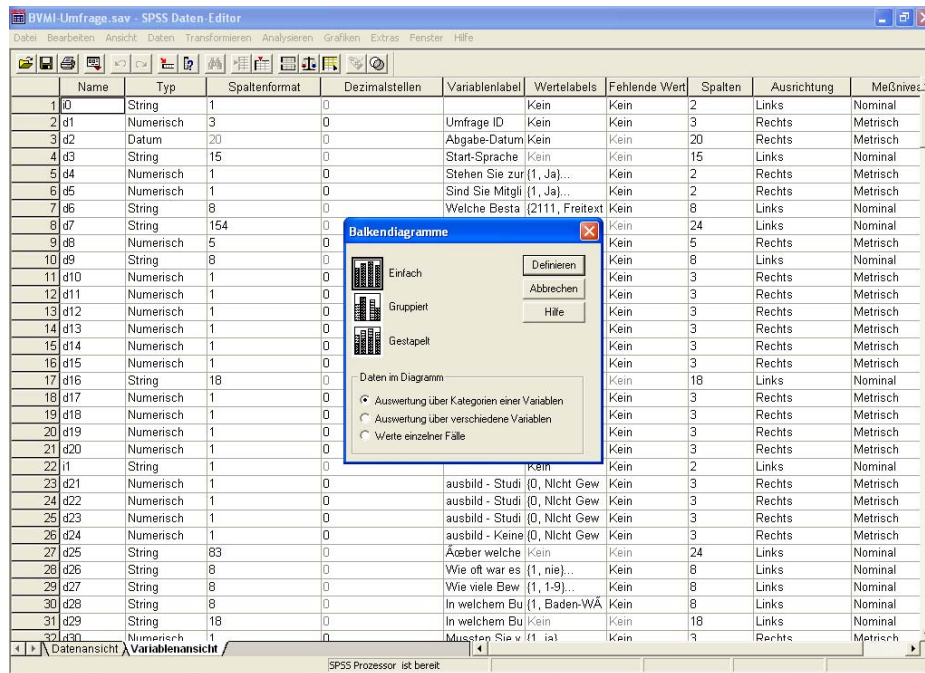 BVMI-Umfrage.sav - SPSS Daten-Editor
Datei Bearbeiten Ansicht Daten Transformieren Analysieren Grafiken Extras Fenster Hilfe
Name Typ Spaltenformat Dezimalstellen Variablenlabel Wertelabels Fehlende Wert Spalten Ausrichtung Meßnivea
1 i0 String 1 0 Kein Kein 2 Links Nominal
2 d1 Numerisch 3 0 Umfrage ID Kein Kein 3 Rechts Metrisch
3 d2 Datum 20 0 Abgabe-Datum Kein Kein 20 Rechts Metrisch
4 d3 String 15 0 Start-Sprache Kein Kein 15 Links Nominal
5 d4 Numerisch 1 0 Stehen Sie zur {1, Ja}... Kein 2 Rechts Metrisch
6 d5 Numerisch 1 0 Sind Sie Mitgli {1, Ja}... Kein 2 Rechts Metrisch
7 d6 String 8 0 Welche Besta {2111, Freitext Kein 8 Links Nominal
8 d7 String 154 0 Kein 24 Links Nominal
9 d8 Numerisch 5 0 Kein 5 Rechts Metrisch
10 d9 String 8 0 Kein 8 Links Nominal
11 d10 Numerisch 1 0 Kein 3 Rechts Metrisch
12 d11 Numerisch 1 0 Kein 3 Rechts Metrisch
13 d12 Numerisch 1 0 Kein 3 Rechts Metrisch
14 d13 Numerisch 1 0 Kein 3 Rechts Metrisch
15 d14 Numerisch 1 0 Kein 3 Rechts Metrisch
16 d15 Numerisch 1 0 Kein 3 Rechts Metrisch
17 d16 String 18 0 Kein 18 Links Nominal
18 d17 Numerisch 1 0 Kein 3 Rechts Metrisch
19 d18 Numerisch 1 0 Kein 3 Rechts Metrisch
20 d19 Numerisch 1 0 Kein 3 Rechts Metrisch
21 d20 Numerisch 1 0 Kein 3 Rechts Metrisch
22 i1 String 1 0 Kein Kein 2 Links Nominal
23 d21 Numerisch 1 0 ausbild - Studi {0, NIcht Gew Kein 3 Rechts Metrisch
24 d22 Numerisch 1 0 ausbild - Studi {0, NIcht Gew Kein 3 Rechts Metrisch
25 d23 Numerisch 1 0 ausbild - Studi {0, NIcht Gew Kein 3 Rechts Metrisch
26 d24 Numerisch 1 0 ausbild - Keine {0, NIcht Gew Kein 3 Rechts Metrisch
27 d25 String 83 0 Ãœber welche Kein Kein 24 Links Nominal
28 d26 String 8 0 Wie oft war es {1, nie}... Kein 8 Links Nominal
29 d27 String 8 0 Wie viele Bew {1, 1-9}... Kein 8 Links Nominal
30 d28 String 8 0 In welchem Bu {1, Baden-WÃ Kein 8 Links Nominal
31 d29 String 18 0 In welchem Bu Kein Kein 18 Links Nominal
32 d30 Numerisch 1 0 Mussten Sie v {1, ja} Kein 3 Rechts Metrisch
Balkendiagramme
Einfach
Gruppiert
Gestapelt
Definieren
Abbrechen
Hilfe
Daten im Diagramm
Auswertung über Kategorien einer Variablen
Auswertung über verschiedene Variablen
Werte einzelner Fälle
Datenansicht Variablenansicht
SPSS Prozessor ist bereit